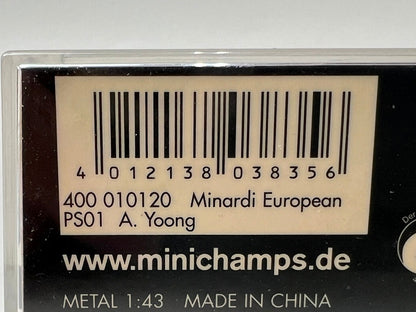 4 012138 038356
400 010120 Minardi European
PS01 A. Yoong
www.minichamps.de
METAL 1:43 MADE IN CHINA